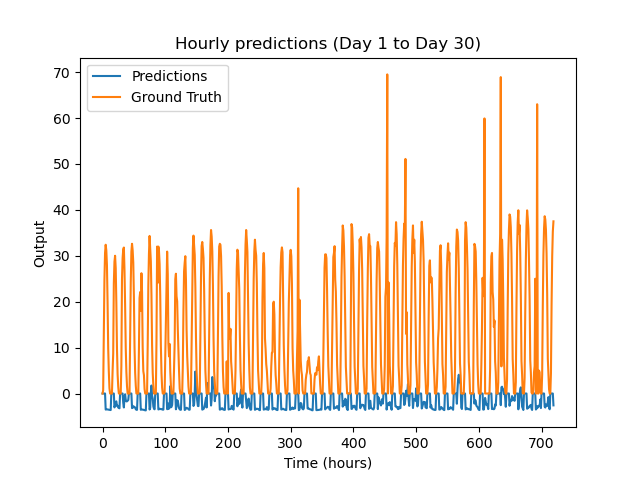 Hourly predictions (Day 1 to Day 30)
Predictions
Ground Truth
70
60
50
40
30
20
10
0
Output
0 100 200 300 400 500 600 700
Time (hours)